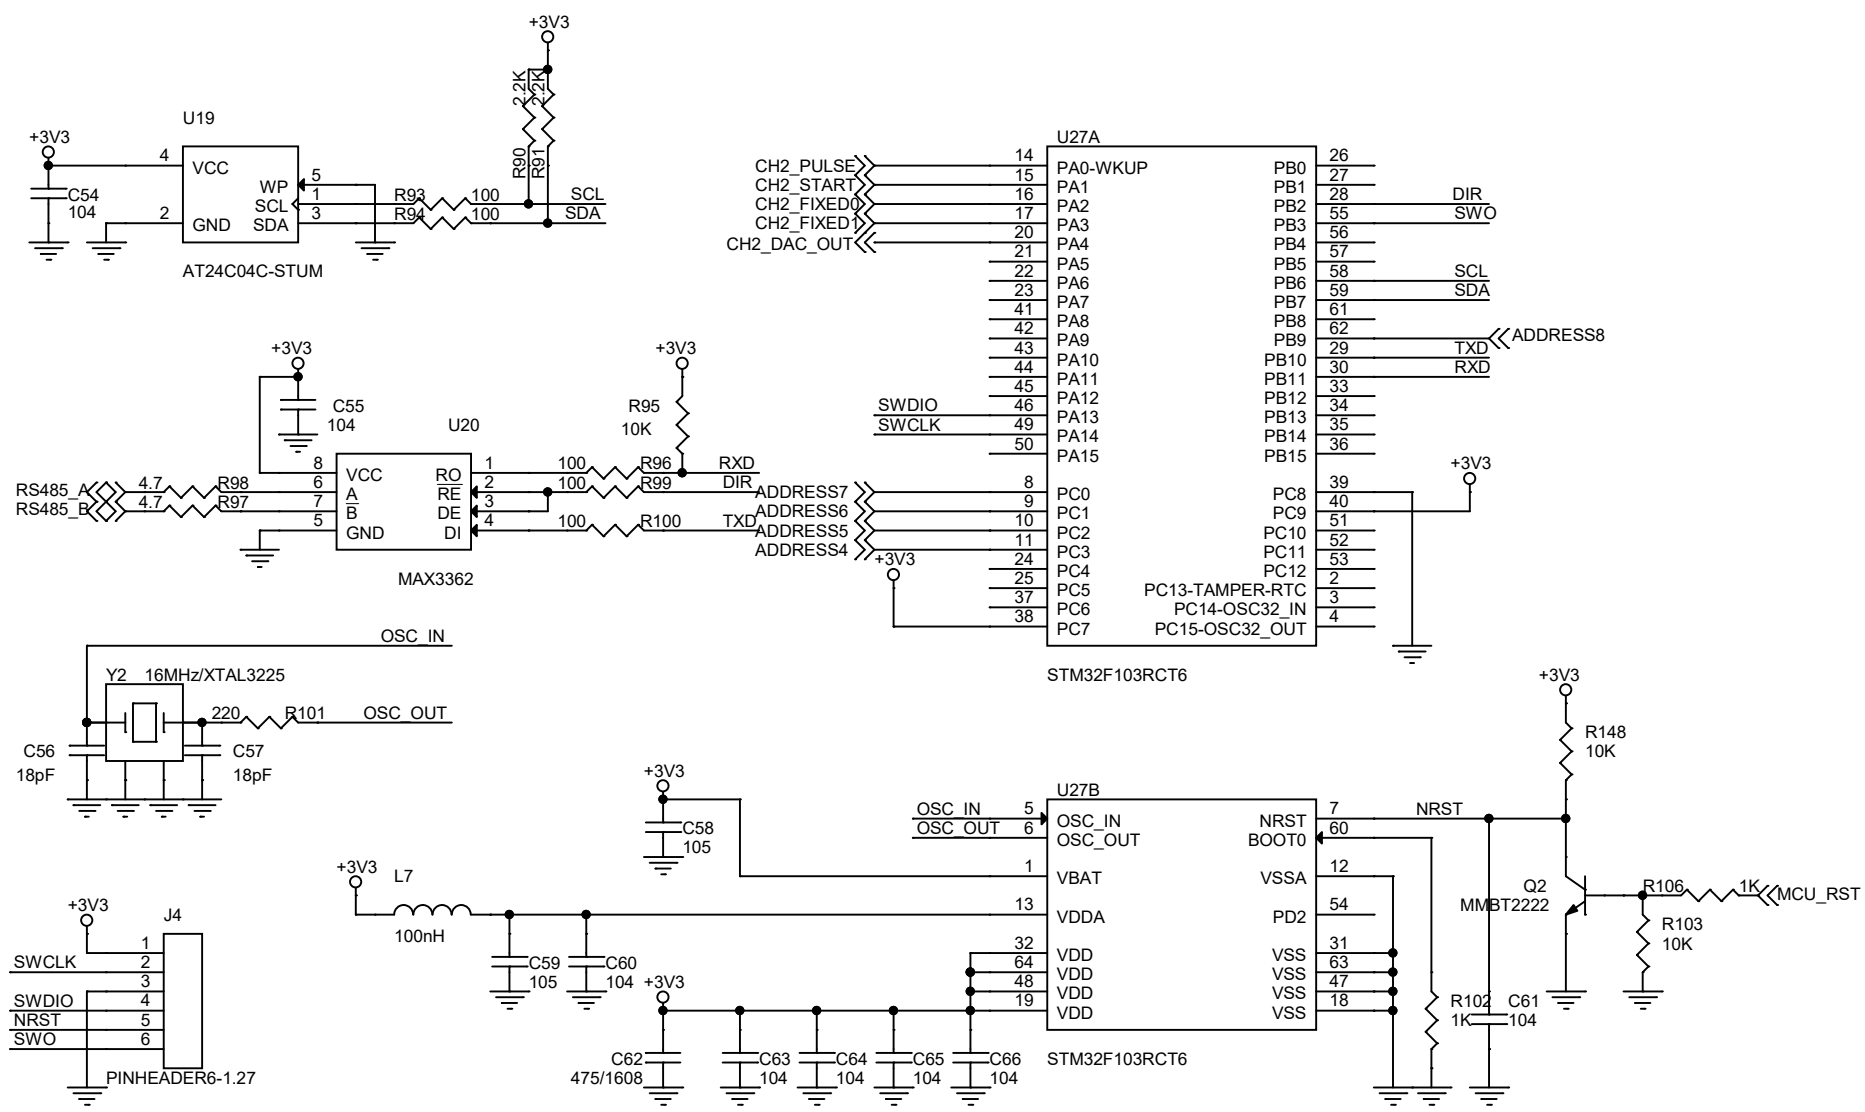 +3V3
2.2K
2.2K
R90
R91
U19
+3V3
4
VCC
C54
104
2
GND
WP
5
SCL
1
SDA
3
R93
100
SCL
R94
100
SDA
AT24C04C-STUM
+3V3
C55
104
U20
+3V3
R95
10K
RS485_A
4.7
R98
RS485_B
4.7
R97
8
VCC
6
A
7
B
5
GND
RO
1
RE
2
DE
3
DI
4
100
R96
RXD
100
R99
DIR
100
R100
TXD
MAX3362
OSC_IN
Y2
16MHz/XTAL3225
220
R101
OSC_OUT
C56
18pF
C57
18pF
+3V3
J4
1
SWCLK
2
3
SWDIO
4
NRST
5
SWO
6
PINHEADER6-1.27
U27A
CH2_PULSE
14
PA0-WKUP
CH2_START
15
PA1
CH2_FIXED0
16
PA2
CH2_FIXED1
17
PA3
CH2_DAC_OUT
20
PA4
21
PA5
22
PA6
23
PA7
41
PA8
42
PA9
43
PA10
44
PA11
45
PA12
SWDIO
46
PA13
SWCLK
49
PA14
50
PA15
ADDRESS7
8
PC0
ADDRESS6
9
PC1
ADDRESS5
10
PC2
ADDRESS4
11
PC3
+3V3
24
PC4
25
PC5
37
PC6
38
PC7
PB0
26
PB1
27
PB2
28
DIR
PB3
55
SWO
PB4
56
PB5
57
PB6
58
SCL
PB7
59
SDA
PB8
61
PB9
62
ADDRESS8
PB10
29
TXD
PB11
30
RXD
PB12
33
PB13
34
PB14
35
PB15
36
+3V3
PC8
39
PC9
40
PC10
51
PC11
52
PC12
53
PC13-TAMPER-RTC
2
PC14-OSC32_IN
3
PC15-OSC32_OUT
4
STM32F103RCT6
+3V3
C58
105
+3V3
L7
100nH
C59
105
C60
104
+3V3
C62
475/1608
C63
104
C64
104
C65
104
C66
104
U27B
OSC_IN
5
OSC_IN
OSC_OUT
6
OSC_OUT
1
VBAT
13
VDDA
32
VDD
64
VDD
48
VDD
19
VDD
NRST
7
NRST
BOOT0
60
VSSA
12
PD2
54
VSS
31
VSS
63
VSS
47
VSS
18
STM32F103RCT6
+3V3
R148
10K
Q2
MMBT2222
R106
1K
MCU_RST
R103
10K
R102
1K
C61
104